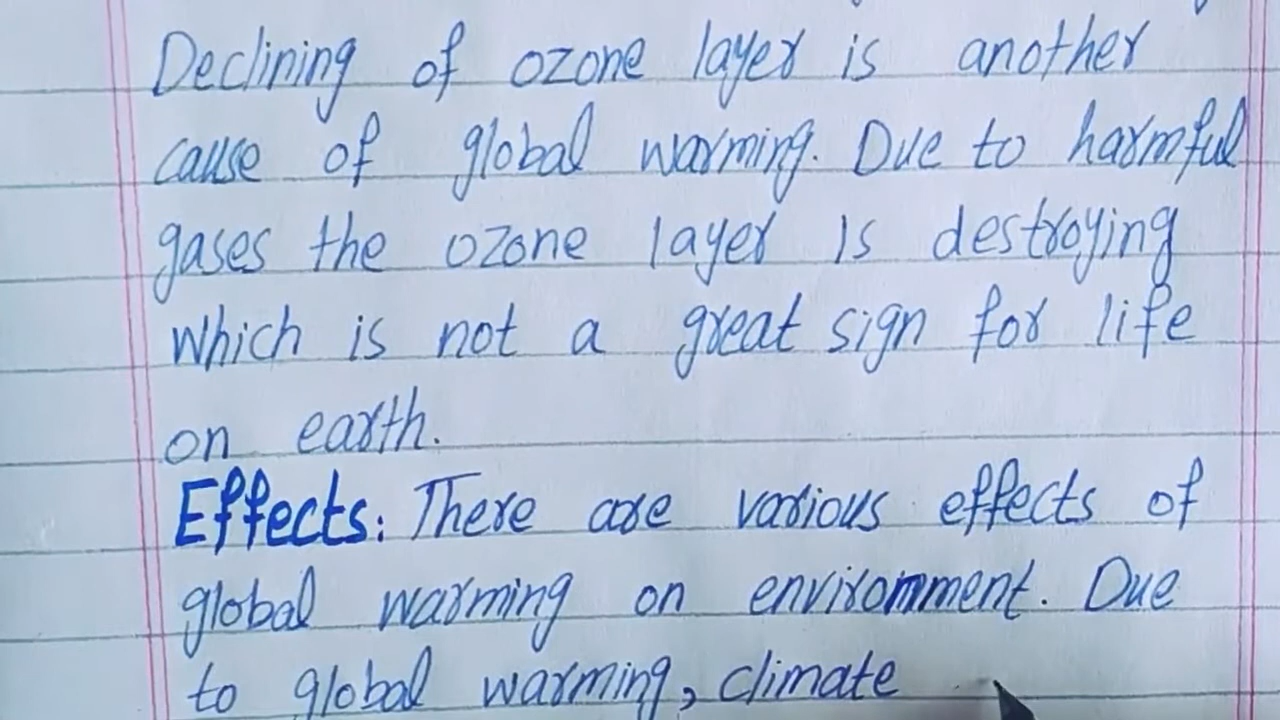 Declining of ozone layer is another
cause of global warming. Due to harmful
gases the ozone layer is destroying
which is not a great sign for life
on earth.
Effects: There are various effects of
global warming on enviromment. Due
to global warming, climate